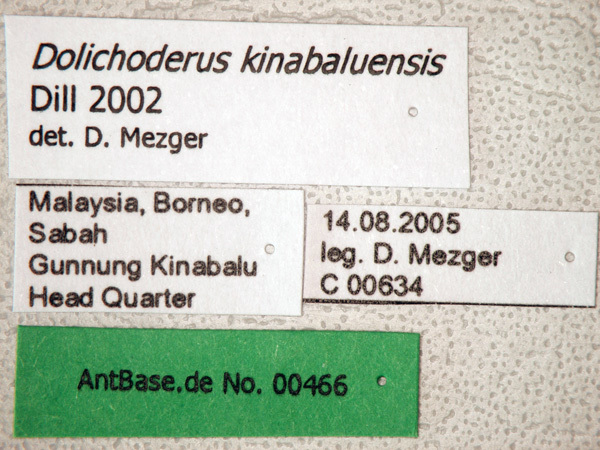 Dolichoderus kinabaluensis
Dill 2002
det. D. Mezger
Malaysia, Borneo,
Sabah
Gunnung Kinabalu
Head Quarter
14.08.2005
leg. D. Mezger
C 00634
AntBase.de No. 00466